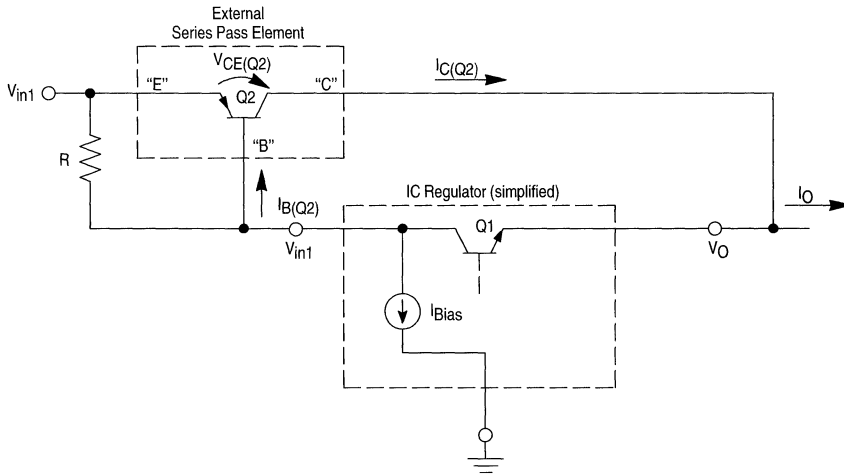 External
Series Pass Element
VCE(Q2)
IC(Q2)
Vin1
“E”
Q2
“C”
R
“B”
IB(Q2)
Vin1
IC Regulator (simplified)
Q1
IO
VO
IBias